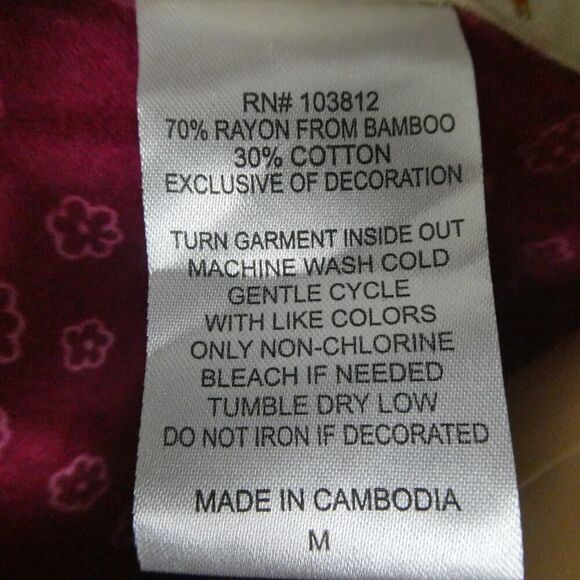 RN# 103812
70% RAYON FROM BAMBOO
30% COTTON
EXCLUSIVE OF DECORATION
TURN GARMENT INSIDE OUT
MACHINE WASH COLD
GENTLE CYCLE
WITH LIKE COLORS
ONLY NON-CHLORINE
BLEACH IF NEEDED
TUMBLE DRY LOW
DO NOT IRON IF DECORATED
MADE IN CAMBODIA
M